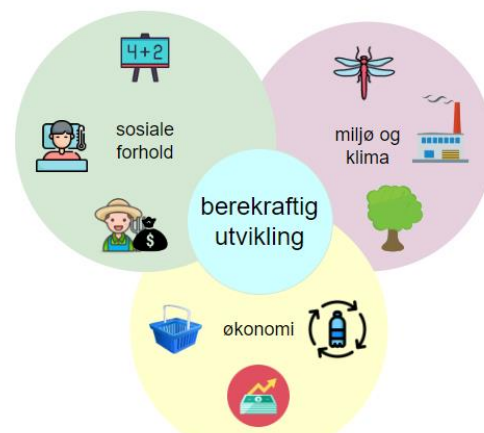 4+2
sosiale
forhold
$
miljø og
klima
berekraftig
utvikling
økonomi